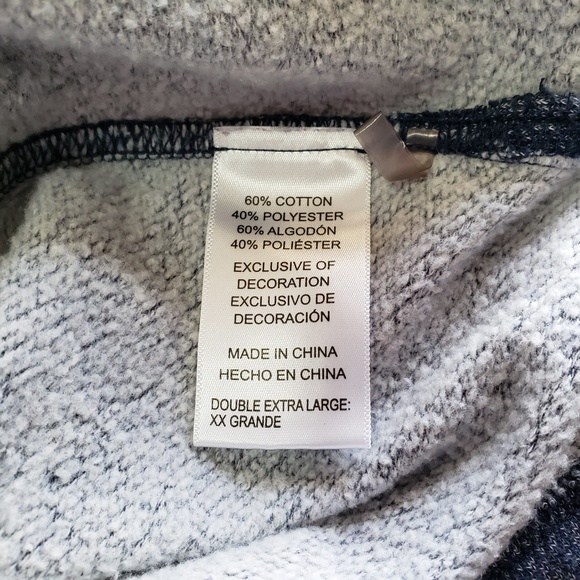 60% COTTON
40% POLYESTER
60% ALGODÓN
40% POLIÉSTER
EXCLUSIVE OF
DECORATION
EXCLUSIVO DE
DECORACIÓN
MADE IN CHINA
HECHO EN CHINA
DOUBLE EXTRA LARGE:
XX GRANDE